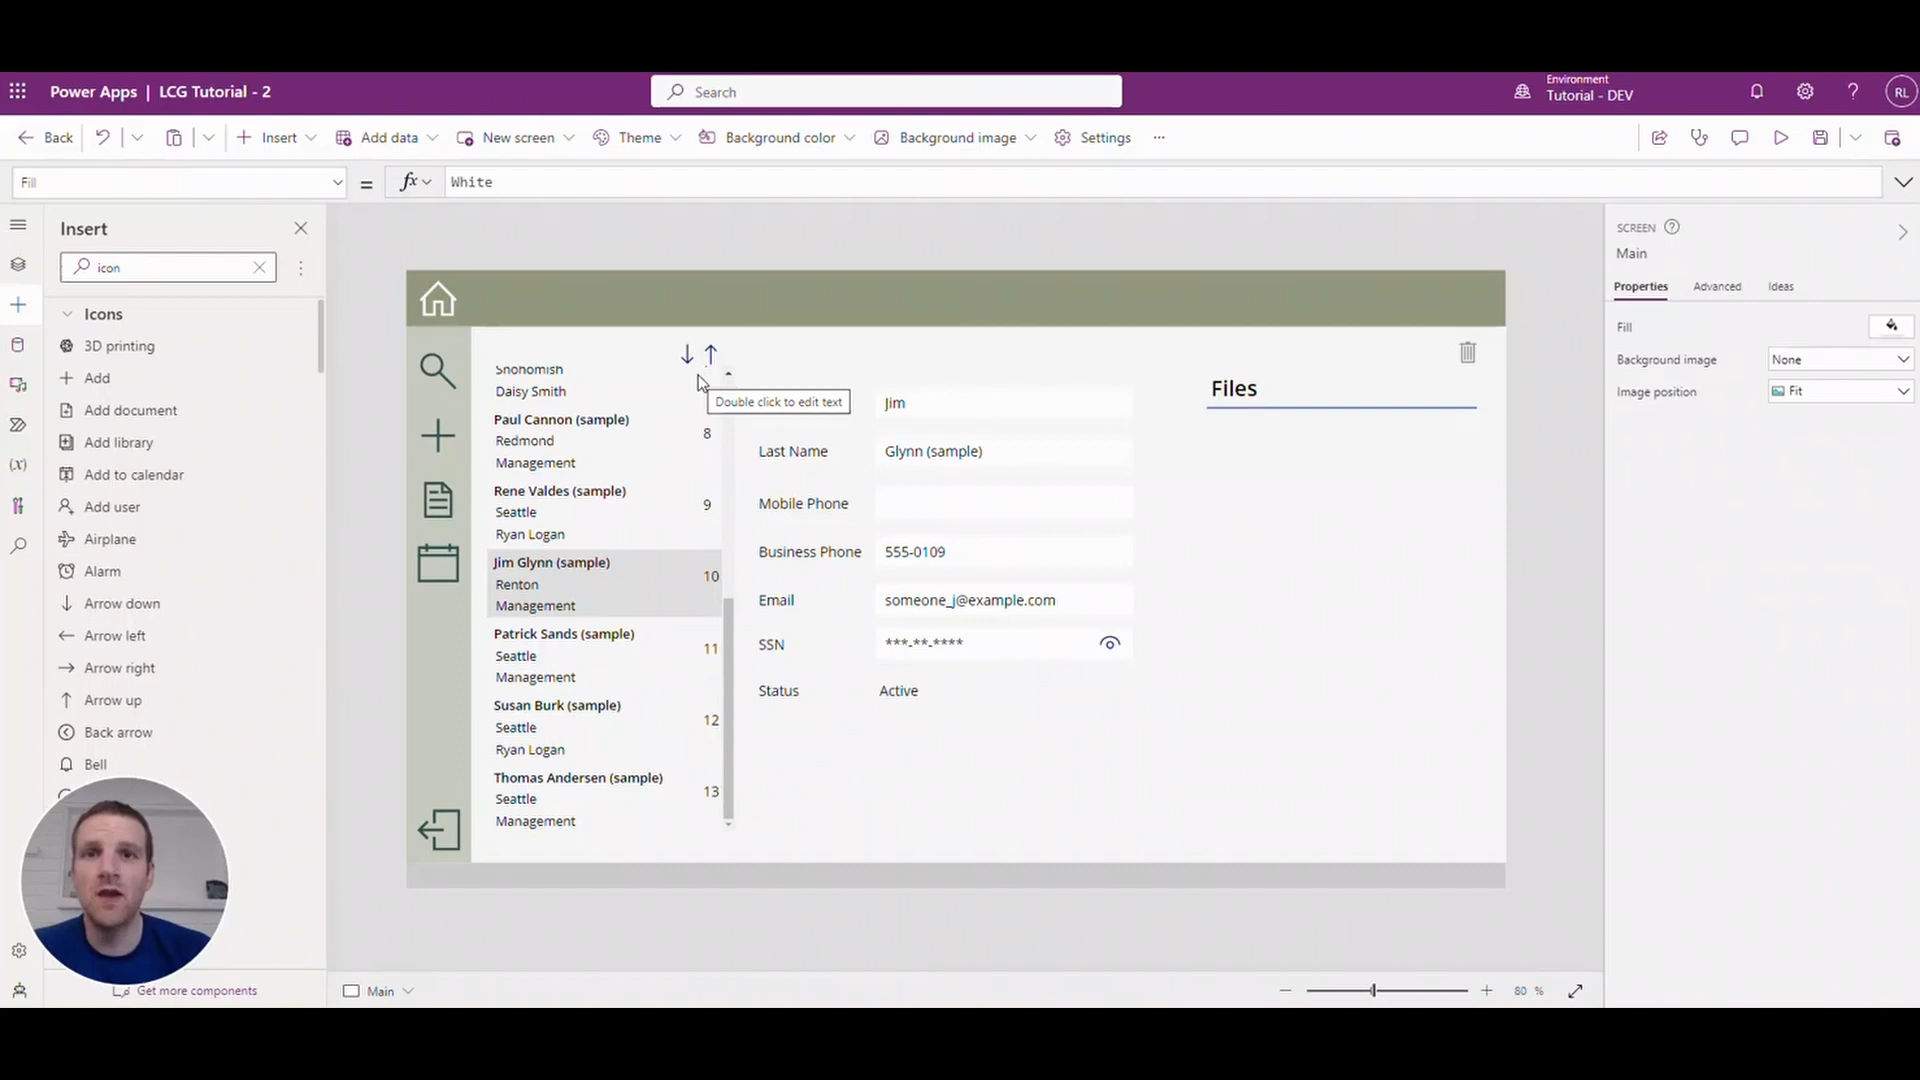 Power Apps | LCG Tutorial - 2
Search
Environment
Tutorial - DEV
RL
Back
Insert
Add data
New screen
Theme
Background color
Background image
Settings
Fill
=
fx
White
Insert
icon
Icons
3D printing
Add
Add document
Add library
Add to calendar
Add user
Airplane
Alarm
Arrow down
Arrow left
Arrow right
Arrow up
Back arrow
Bell
Get more components
Snohomish
Daisy Smith
Paul Cannon (sample)
Redmond
Management
8
Rene Valdes (sample)
Seattle
Ryan Logan
9
Jim Glynn (sample)
Renton
Management
10
Patrick Sands (sample)
Seattle
Management
11
Susan Burk (sample)
Seattle
Ryan Logan
12
Thomas Andersen (sample)
Seattle
Management
13
Double click to edit text
Jim
Last Name
Glynn (sample)
Mobile Phone
Business Phone
555-0109
Email
someone_j@example.com
SSN
***-**-****
Status
Active
Files
SCREEN
Main
Properties
Advanced
Ideas
Fill
Background image
None
Image position
Fit
Main
80 %